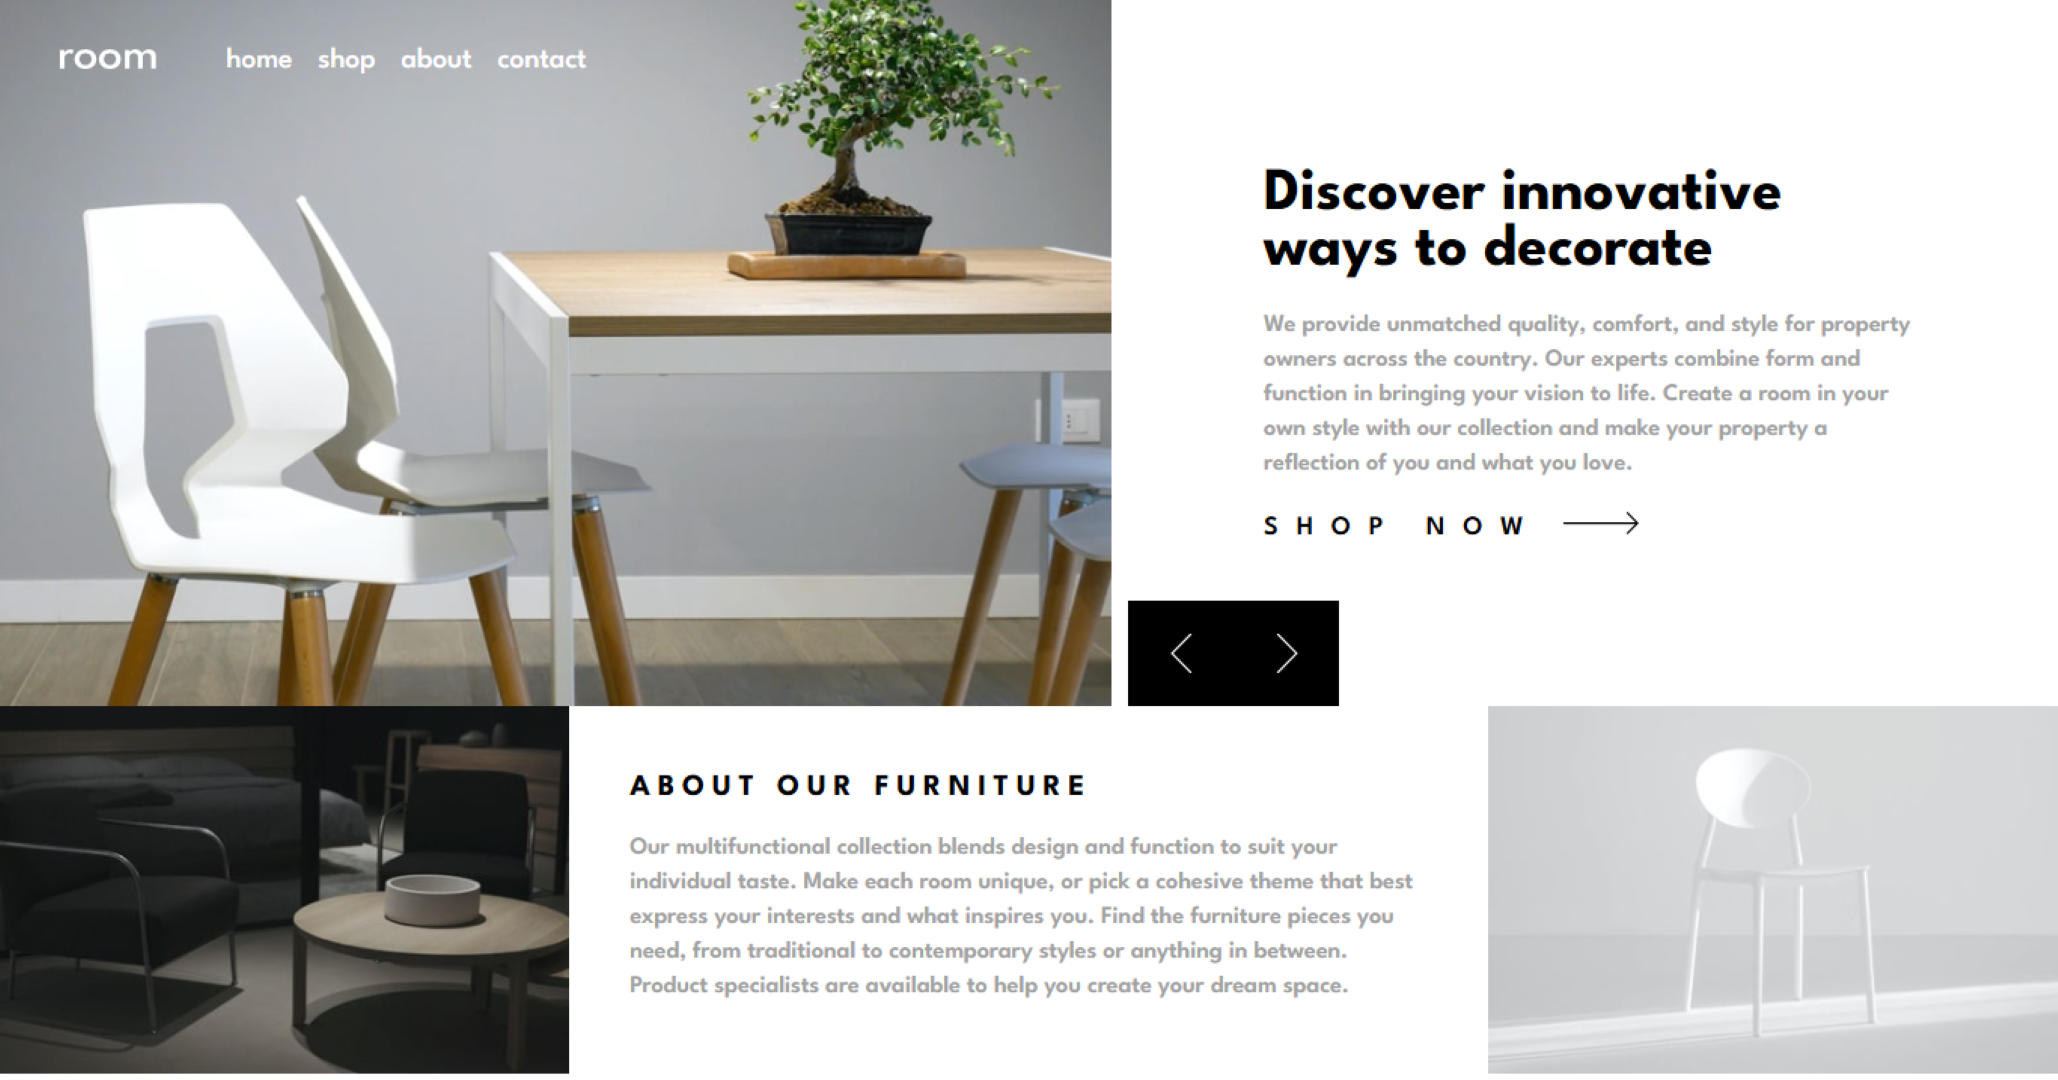 room
home shop about contact
Discover innovative
ways to decorate
We provide unmatched quality, comfort, and style for property
owners across the country. Our experts combine form and
function in bringing your vision to life. Create a room in your
own style with our collection and make your property a
reflection of you and what you love.
SHOP NOW
ABOUT OUR FURNITURE
Our multifunctional collection blends design and function to suit your
individual taste. Make each room unique, or pick a cohesive theme that best
express your interests and what inspires you. Find the furniture pieces you
need, from traditional to contemporary styles or anything in between.
Product specialists are available to help you create your dream space.